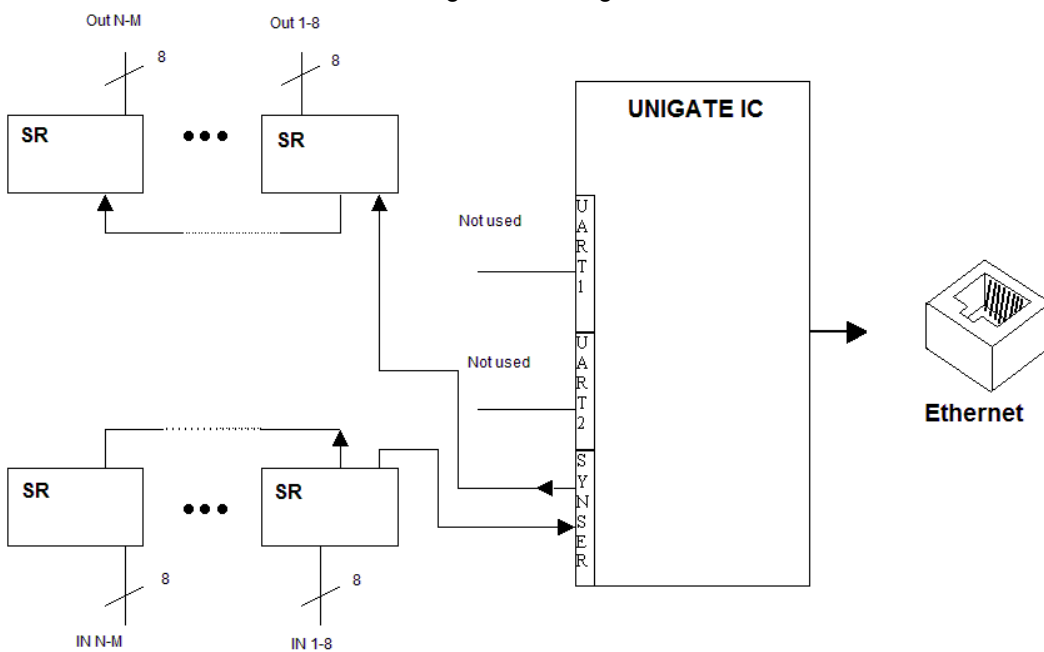 Out N-M
Out 1-8
8
8
SR
SR
UNIGATE IC
UART1
Not used
UART2
Not used
Ethernet
SYNSER
SR
SR
8
8
IN N-M
IN 1-8